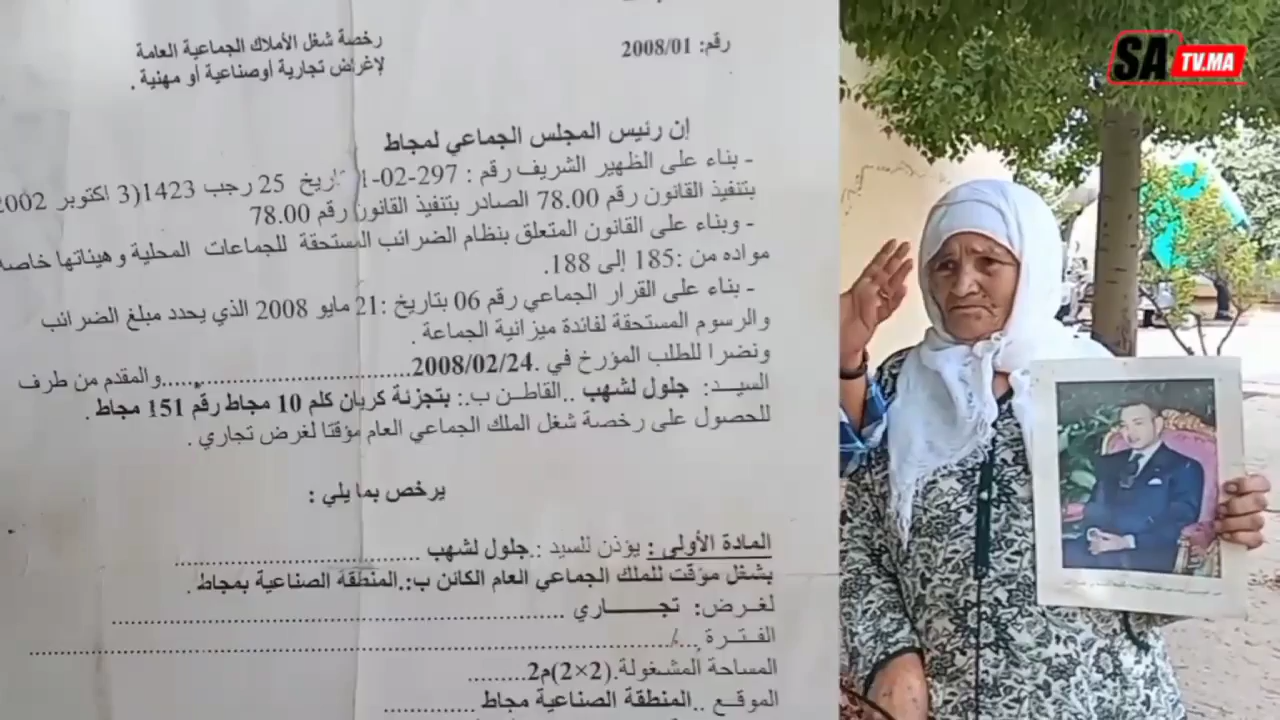 رخصة شغل الأملاك الجماعية العامة
لإغراض تجارية أوصناعية أو مهنية .
رقم: 2008/01
إن رئيس المجلس الجماعي لمجاط
- بناء على الظهير الشريف رقم : 297-02-1 بتاريخ 25 رجب 1423(3 اكتوبر 2002
بتنفيذ القانون رقم 78.00 الصادر بتنفيذ القانون رقم 78.00
- وبناء على القانون المتعلق بنظام الضرائب المستحقة للجماعات المحلية وهيئاتها خاصة
مواده من :185 إلى 188.
- بناء على القرار الجماعي رقم 06 بتاريخ :21 مايو 2008 الذي يحدد مبلغ الضرائب
والرسوم المستحقة لفائدة ميزانية الجماعة .
ونضرا للطلب المؤرخ في .2008/02/24..................والمقدم من طرف
السيد: جلول لشهب ..القاطن ب.: بتجزئة كربان كلم 10 مجاط رقم 151 مجاط .
للحصول على رخصة شغل الملك الجماعي العام مؤقتا لغرض تجاري .
يرخص بما يلي :
المادة الأولى : يؤذن للسيد :.جلول لشهب ..............................
بشغل مؤقت للملك الجماعي العام الكائن ب:.المنطقة الصناعية بمجاط .
لغرض: تجـــــــاري ......................................................
الفترة ../..............................................................
المساحة المشغولة.(2×2)م2.........
الموقع ..المنطقة الصناعية مجاط ............
SA TV.MA